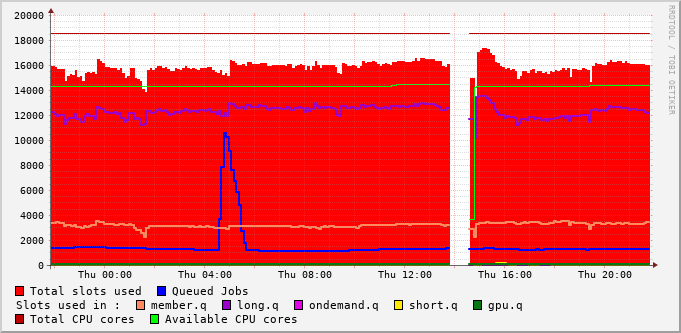 20000
18000
16000
14000
12000
10000
8000
6000
4000
2000
0
Thu 00:00 Thu 04:00 Thu 08:00 Thu 12:00 Thu 16:00 Thu 20:00
Total slots used Queued Jobs
Slots used in : member.q long.q ondemand.q short.q gpu.q
Total CPU cores Available CPU cores
RRDTOOL / TOBI OETIKER